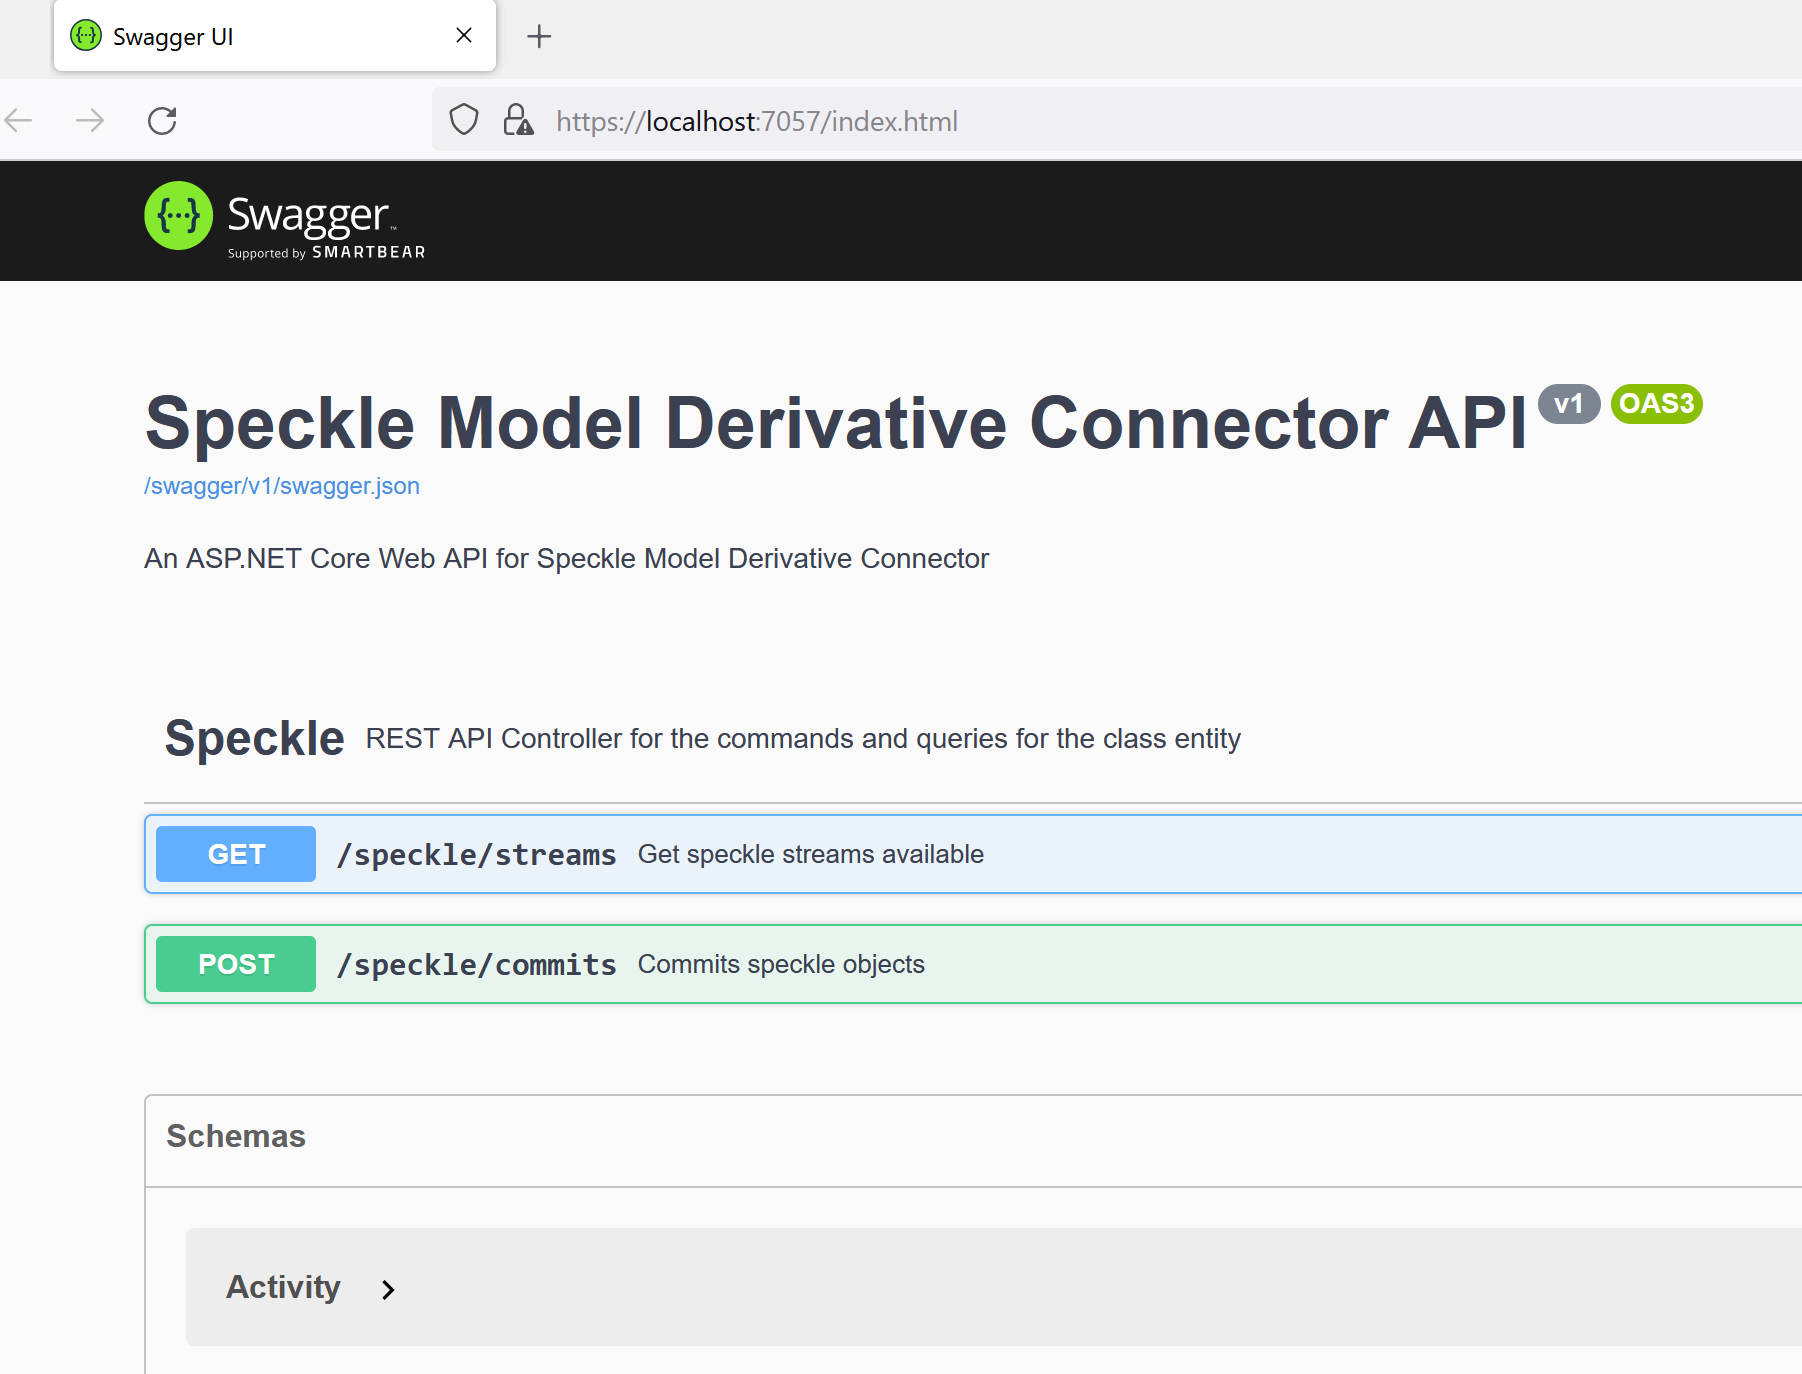 Swagger UI
https://localhost:7057/index.html
{···} Swagger™
Supported by SMARTBEAR
Speckle Model Derivative Connector API v1 OAS3
/swagger/v1/swagger.json
An ASP.NET Core Web API for Speckle Model Derivative Connector
Speckle REST API Controller for the commands and queries for the class entity
GET /speckle/streams Get speckle streams available
POST /speckle/commits Commits speckle objects
Schemas
Activity